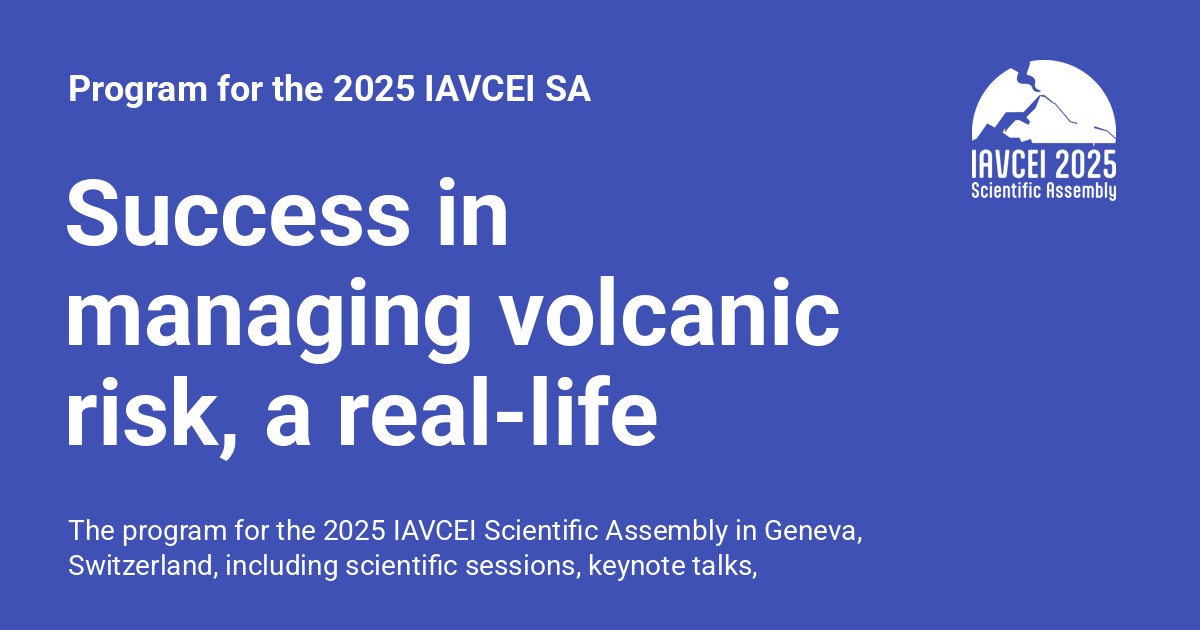 Program for the 2025 IAVCEI SA
IAVCEI 2025
Scientific Assembly
Success in
managing volcanic
risk, a real-life
The program for the 2025 IAVCEI Scientific Assembly in Geneva,
Switzerland, including scientific sessions, keynote talks,